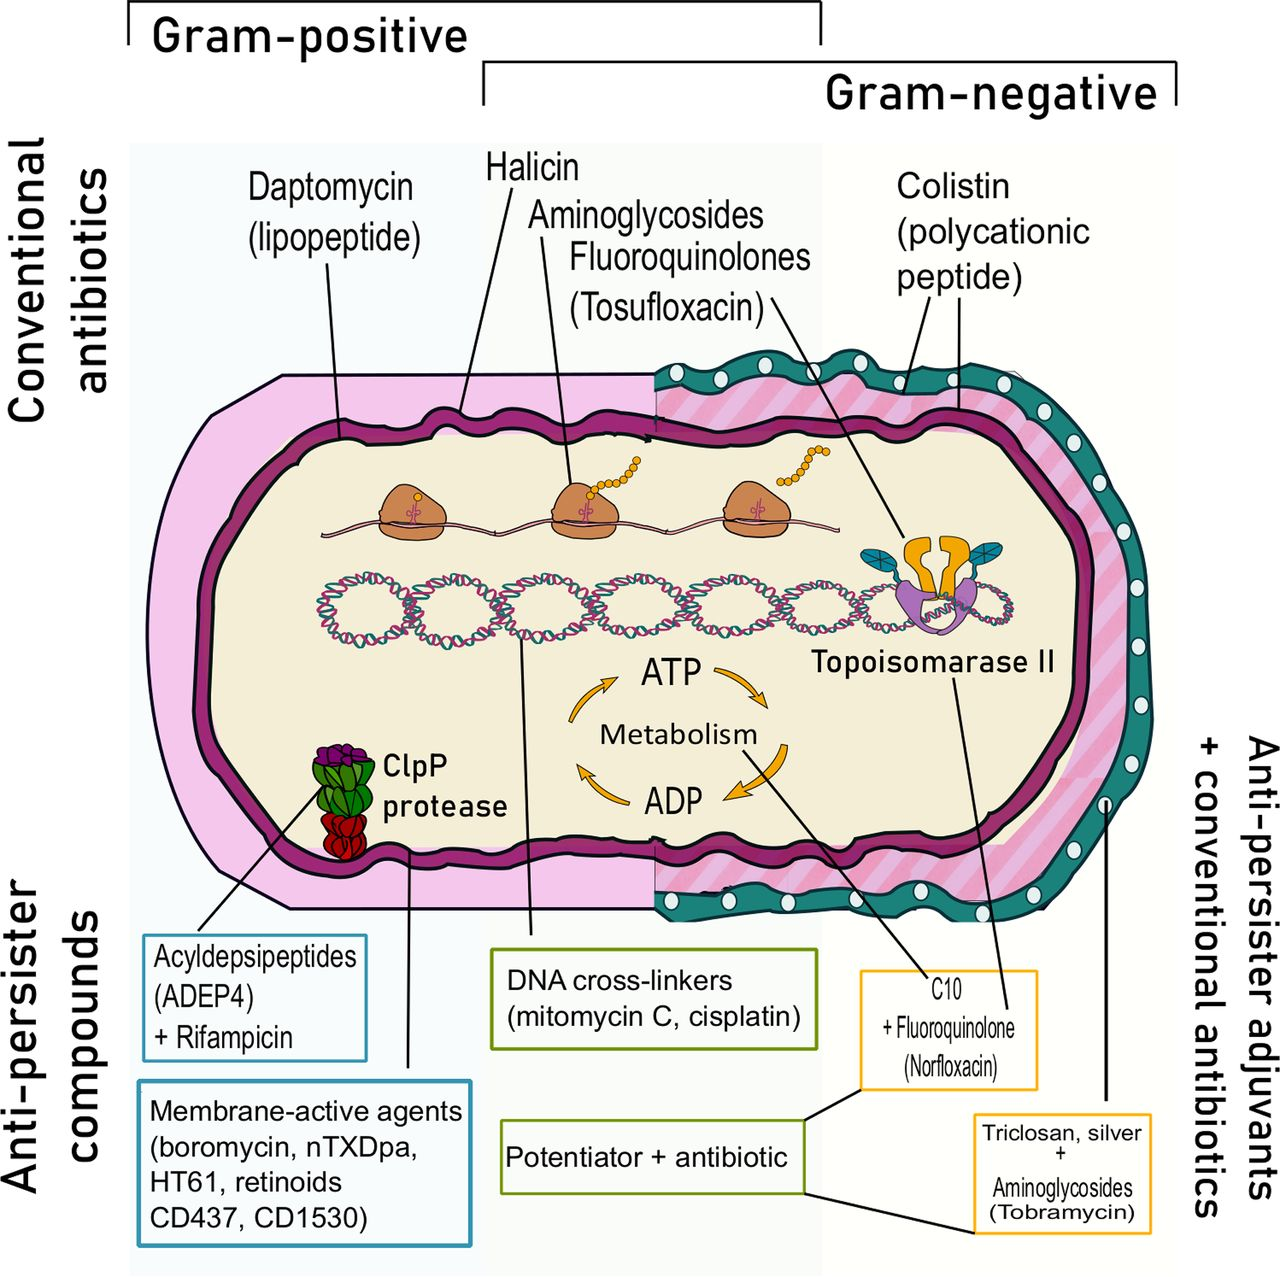 Gram-positive
Gram-negative
Conventional
antibiotics
Daptomycin
(lipopeptide)
Halicin
Aminoglycosides
Fluoroquinolones
(Tosufloxacin)
Colistin
(polycationic
peptide)
Topoisomarase II
ATP
Metabolism
ADP
ClpP
protease
Anti-persister
compounds
Acyldepsipeptides
(ADEP4)
+ Rifampicin
Membrane-active agents
(boromycin, nTXDpa,
HT61, retinoids
CD437, CD1530)
DNA cross-linkers
(mitomycin C, cisplatin)
Potentiator + antibiotic
C10
+ Fluoroquinolone
(Norfloxacin)
Triclosan, silver
+
Aminoglycosides
(Tobramycin)
Anti-persister adjuvants
+ conventional antibiotics